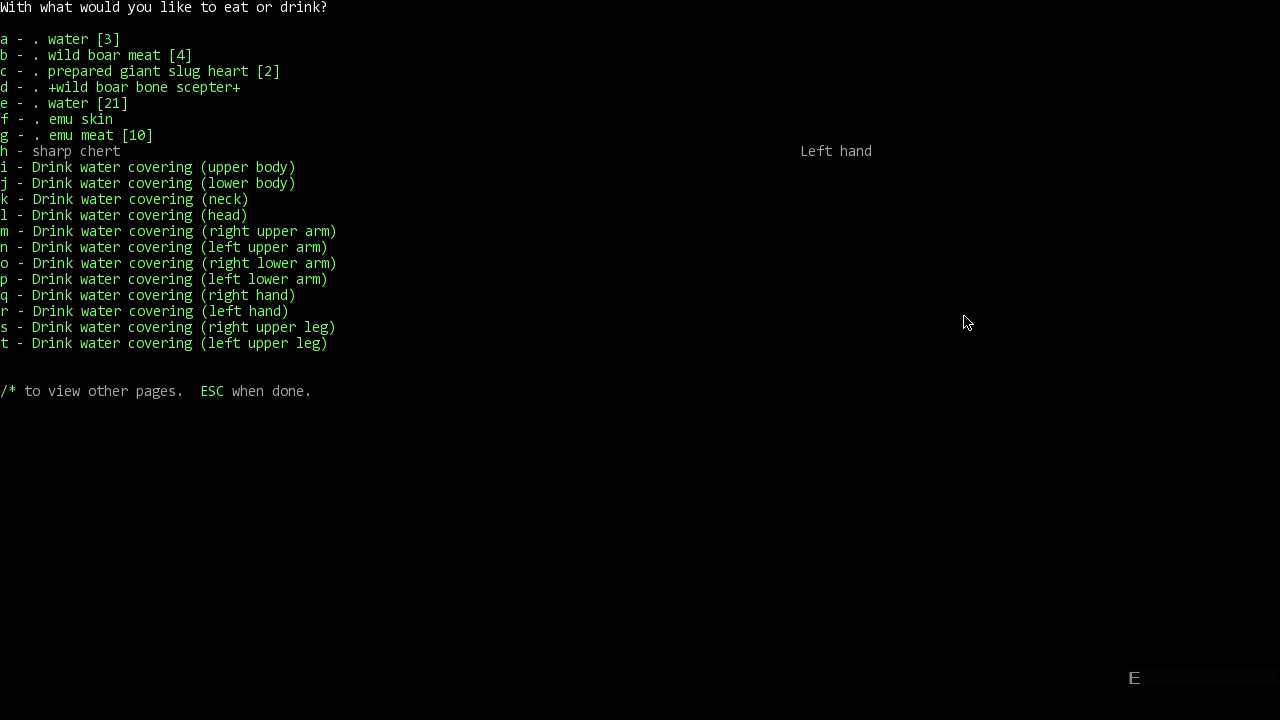 With what would you like to eat or drink?
a - . water [3]
b - . wild boar meat [4]
c - . prepared giant slug heart [2]
d - . +wild boar bone scepter+
e - . water [21]
f - . emu skin
g - . emu meat [10]
h - sharp chert Left hand
i - Drink water covering (upper body)
j - Drink water covering (lower body)
k - Drink water covering (neck)
l - Drink water covering (head)
m - Drink water covering (right upper arm)
n - Drink water covering (left upper arm)
o - Drink water covering (right lower arm)
p - Drink water covering (left lower arm)
q - Drink water covering (right hand)
r - Drink water covering (left hand)
s - Drink water covering (right upper leg)
t - Drink water covering (left upper leg)
/* to view other pages.  ESC when done.
E